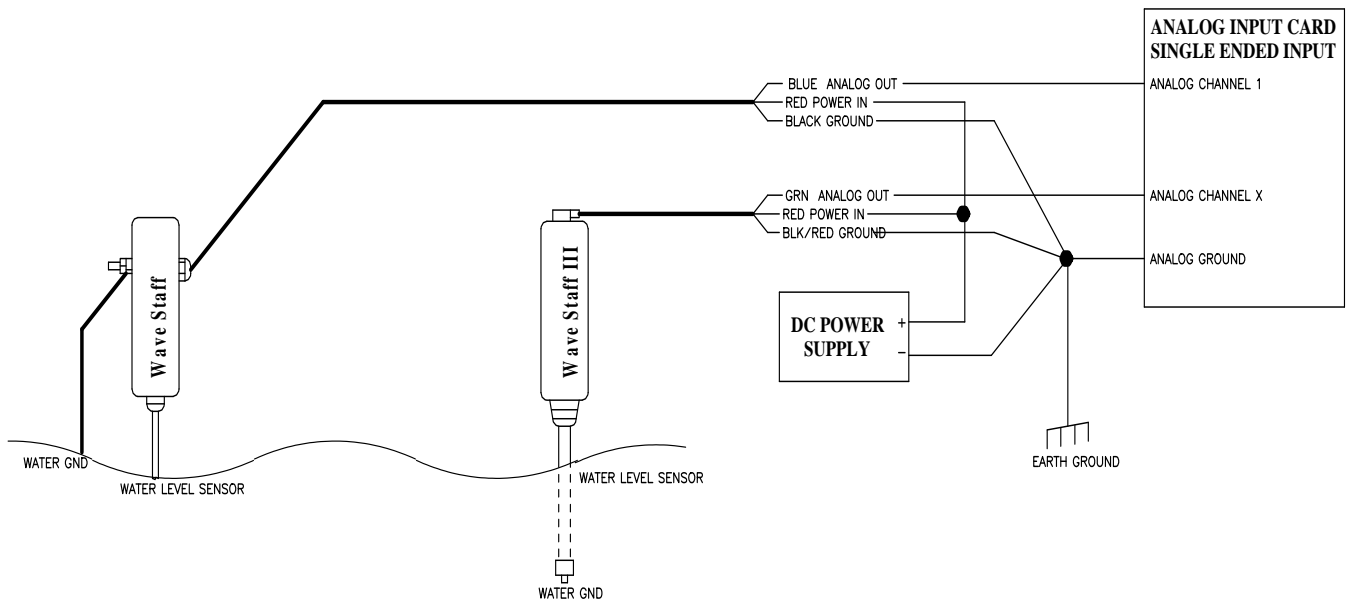 ANALOG INPUT CARD
SINGLE ENDED INPUT
BLUE ANALOG OUT
ANALOG CHANNEL 1
RED POWER IN
BLACK GROUND
GRN ANALOG OUT
ANALOG CHANNEL X
RED POWER IN
BLK/RED GROUND
ANALOG GROUND
Wave Staff
Wave Staff III
DC POWER
SUPPLY
+
−
WATER GND
WATER LEVEL SENSOR
WATER LEVEL SENSOR
EARTH GROUND
WATER GND